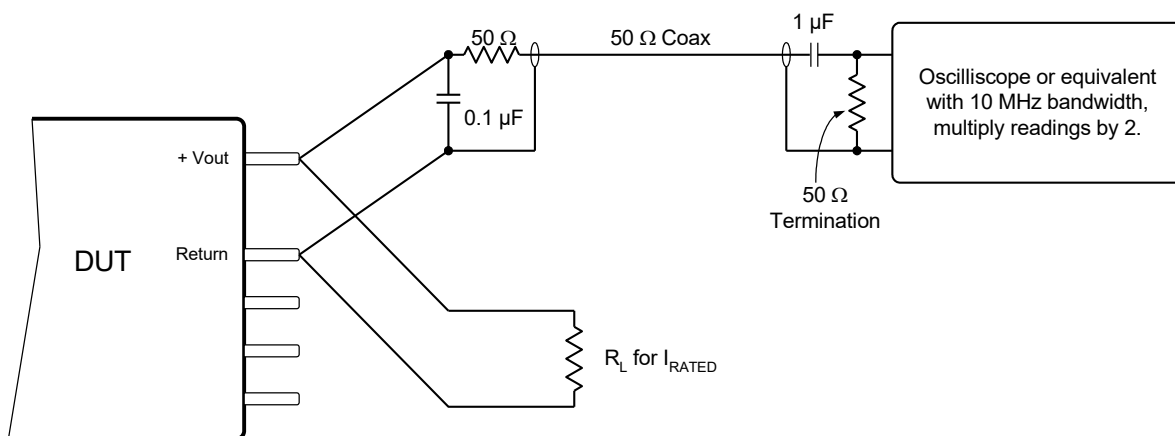 50 Ω
50 Ω Coax
1 µF
0.1 µF
Oscilliscope or equivalent
with 10 MHz bandwidth,
multiply readings by 2.
50 Ω
Termination
+ Vout
Return
DUT
RL for IRATED